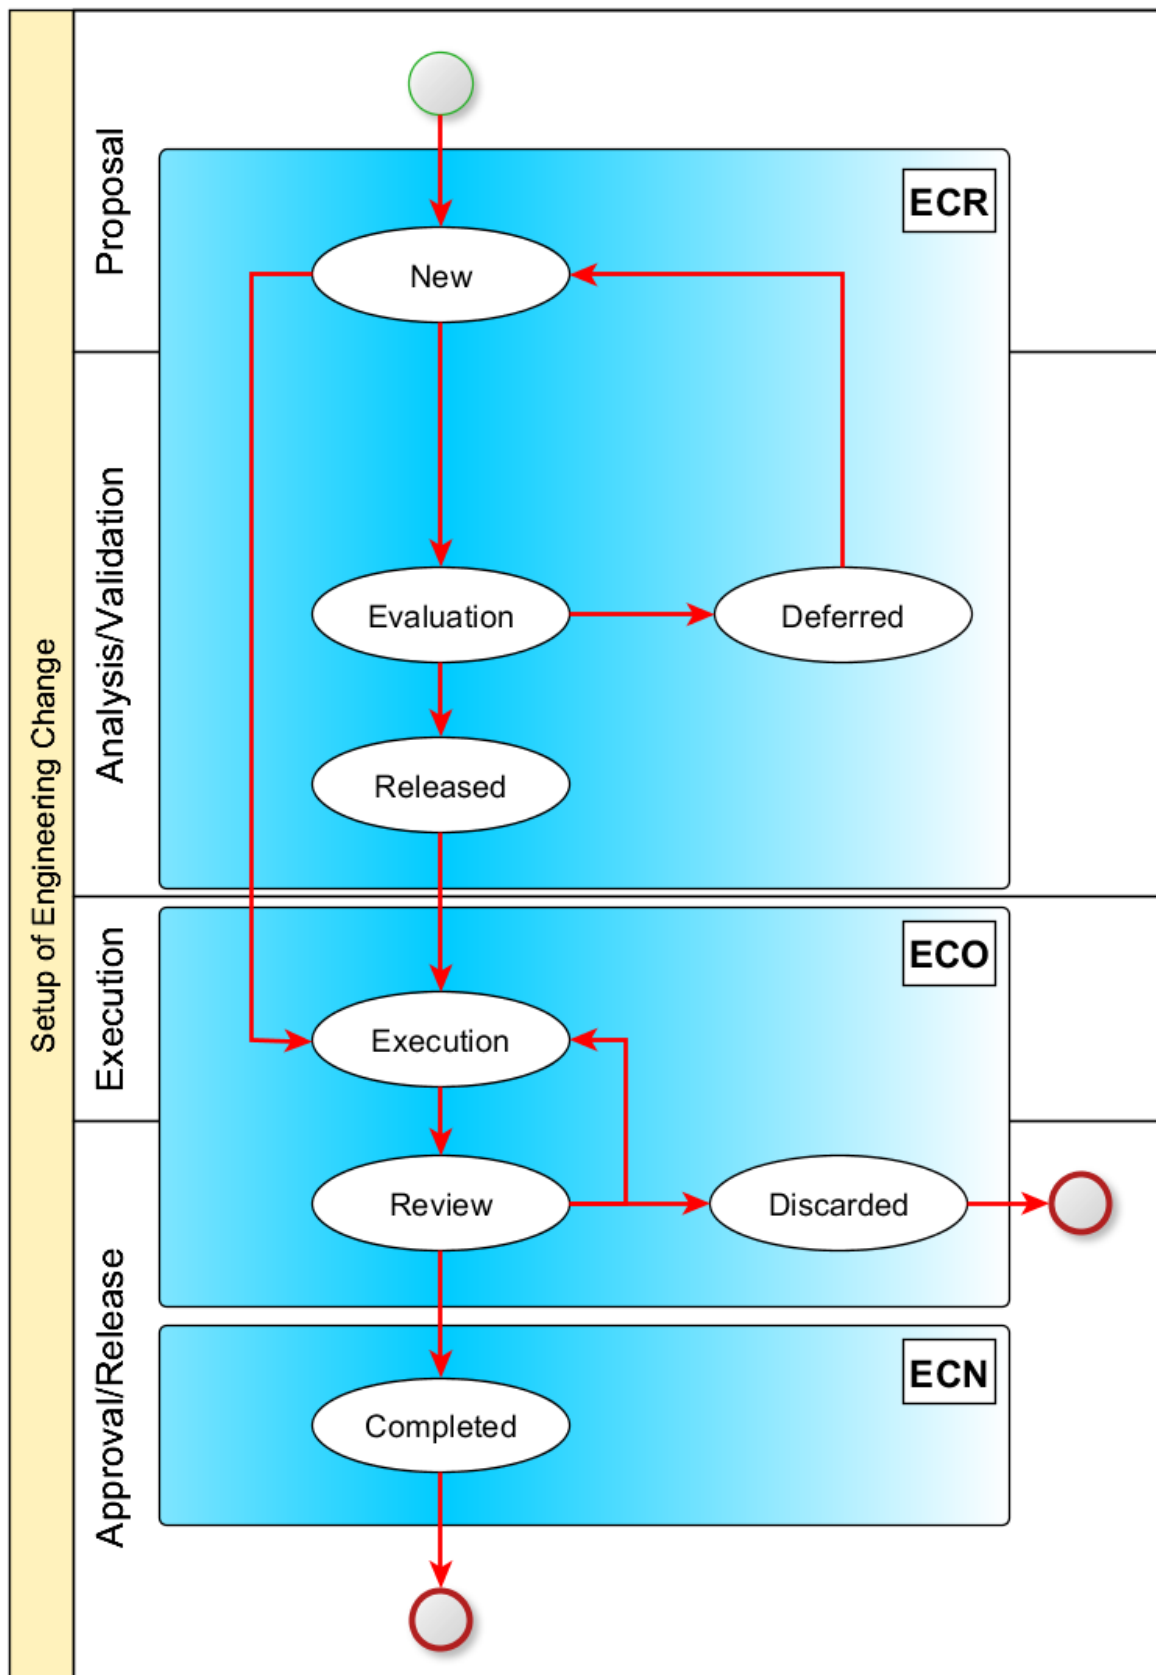 Setup of Engineering Change
Proposal
ECR
New
Analysis/Validation
Evaluation
Deferred
Released
Execution
ECO
Execution
Approval/Release
Review
Discarded
ECN
Completed